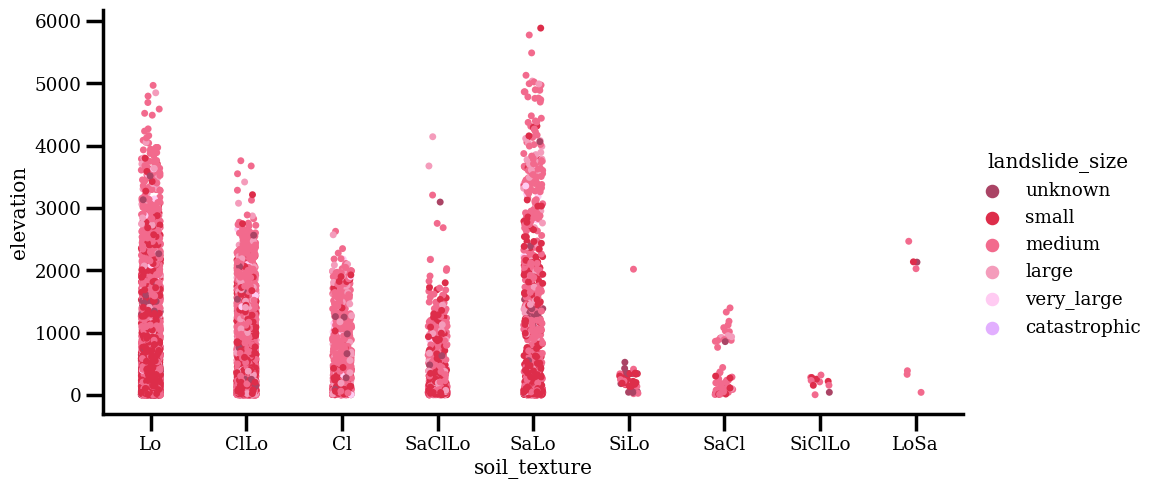 6000
5000
4000
3000
2000
1000
0
elevation
Lo ClLo Cl SaClLo SaLo SiLo SaCl SiClLo LoSa
soil_texture
landslide_size
unknown
small
medium
large
very_large
catastrophic